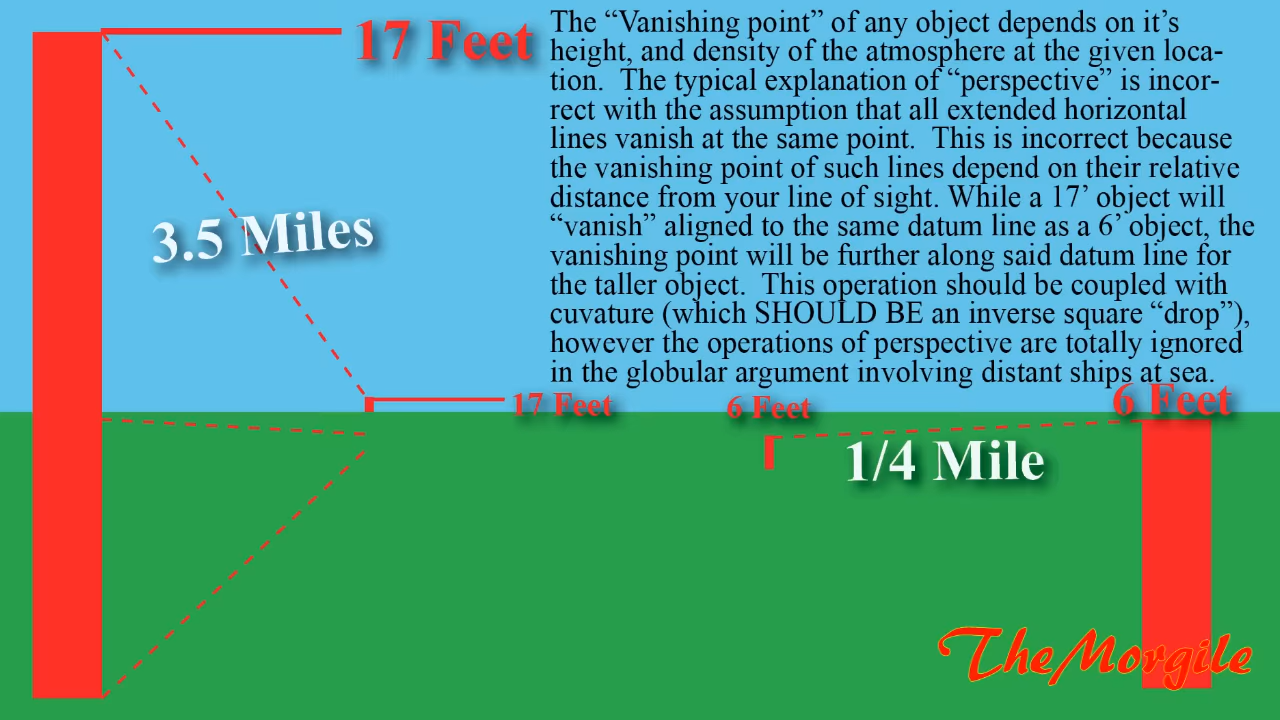 17 Feet
The “Vanishing point” of any object depends on it’s
height, and density of the atmosphere at the given loca-
tion.  The typical explanation of “perspective” is incor-
rect with the assumption that all extended horizontal
lines vanish at the same point.  This is incorrect because
the vanishing point of such lines depend on their relative
distance from your line of sight. While a 17’ object will
“vanish” aligned to the same datum line as a 6’ object, the
vanishing point will be further along said datum line for
the taller object.  This operation should be coupled with
cuvature (which SHOULD BE an inverse square “drop”),
however the operations of perspective are totally ignored
in the globular argument involving distant ships at sea.
3.5 Miles
17 Feet
6 Feet
6 Feet
1/4 Mile
TheMorgile